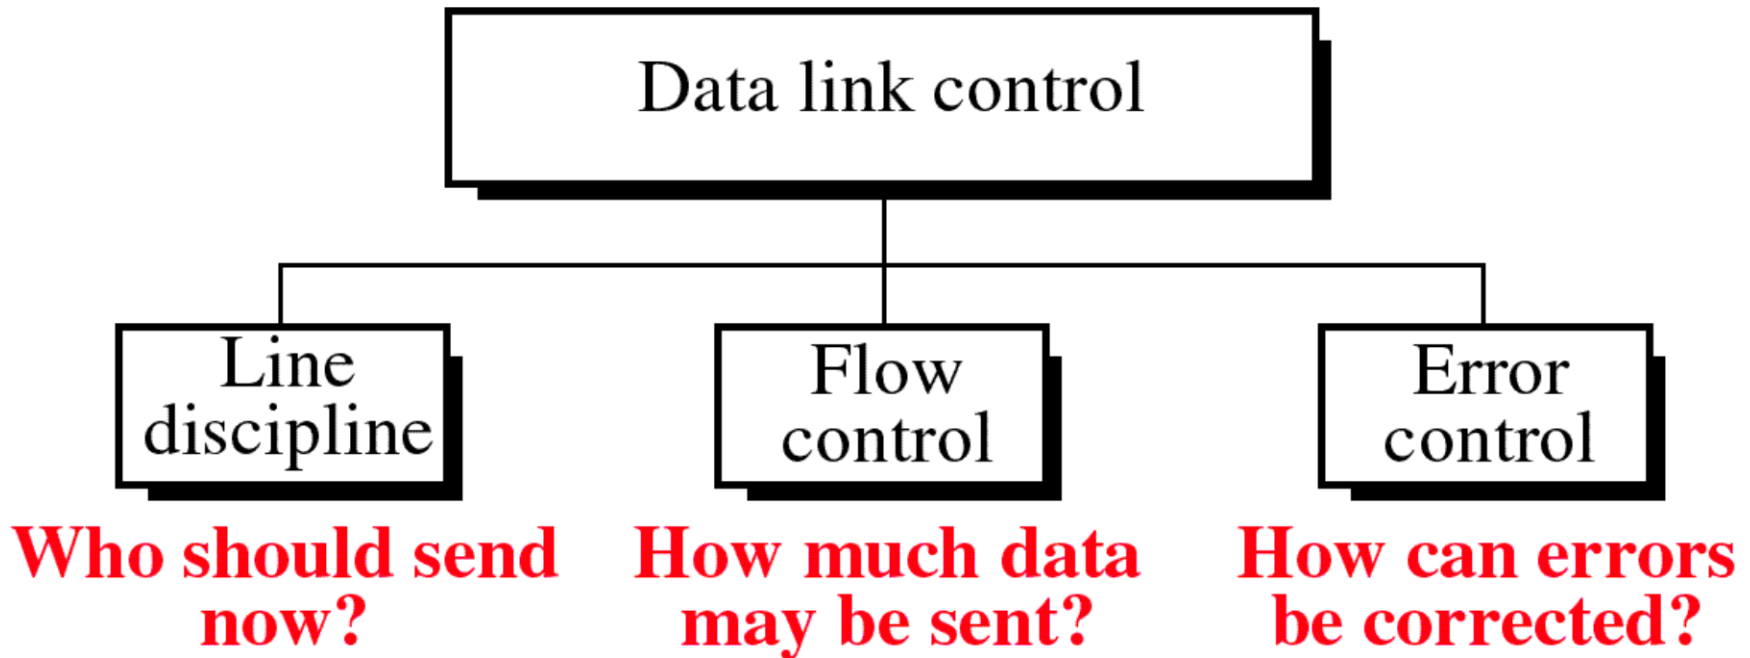 Data link control
Line
discipline
Flow
control
Error
control
Who should send
now?
How much data
may be sent?
How can errors
be corrected?